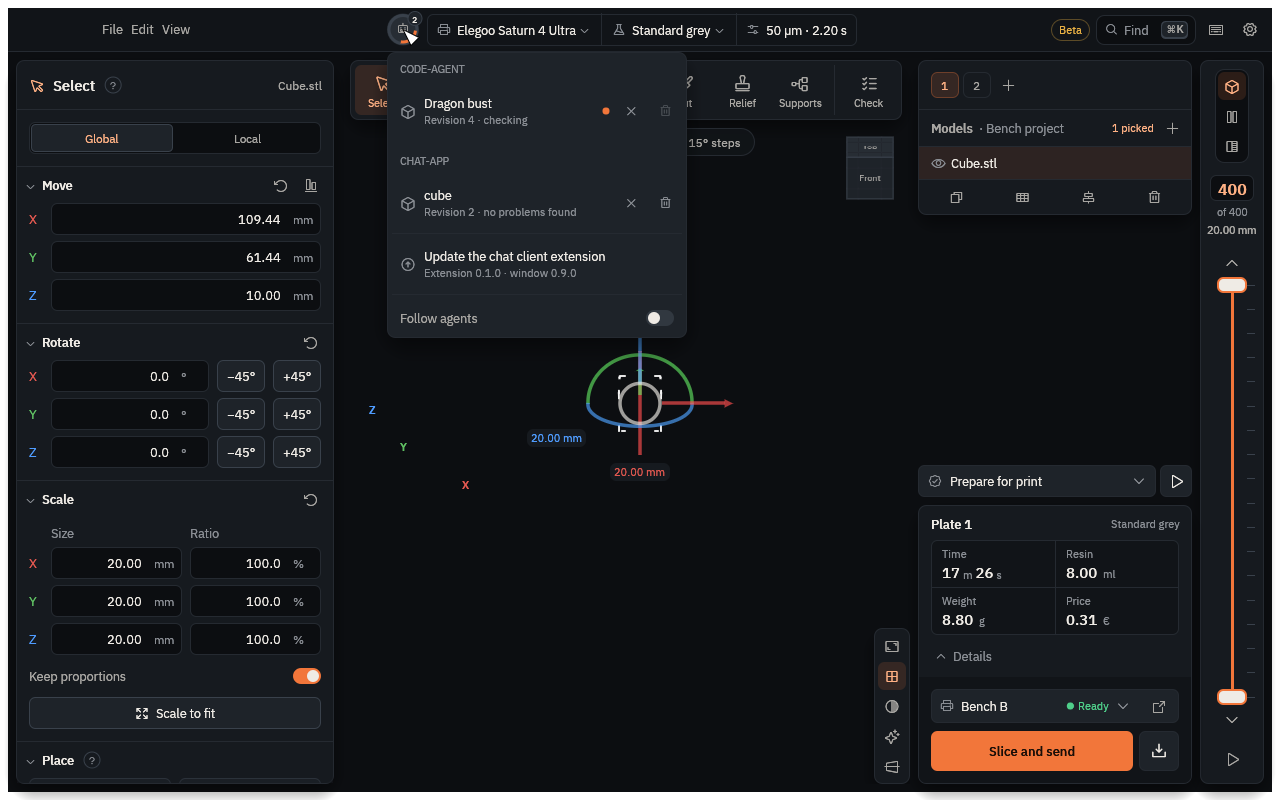 File Edit View
2
Elegoo Saturn 4 Ultra
Standard grey
50 µm · 2.20 s
Beta
Find
⌘K
Select
?
Cube.stl
Global
Local
Move
X 109.44 mm
Y 61.44 mm
Z 10.00 mm
Rotate
X 0.0 ° −45° +45°
Y 0.0 ° −45° +45°
Z 0.0 ° −45° +45°
Scale
Size Ratio
X 20.00 mm 100.0 %
Y 20.00 mm 100.0 %
Z 20.00 mm 100.0 %
Keep proportions
Scale to fit
Place
?
CODE-AGENT
Dragon bust
Revision 4 · checking
CHAT-APP
cube
Revision 2 · no problems found
Update the chat client extension
Extension 0.1.0 · window 0.9.0
Follow agents
Relief
Supports
Check
15° steps
Front
Z
Y
X
20.00 mm
20.00 mm
1 2
Models · Bench project 1 picked
Cube.stl
Prepare for print
Plate 1 Standard grey
Time
17 m 26 s
Resin
8.00 ml
Weight
8.80 g
Price
0.31 €
Details
Bench B
Ready
Slice and send
400
of 400
20.00 mm